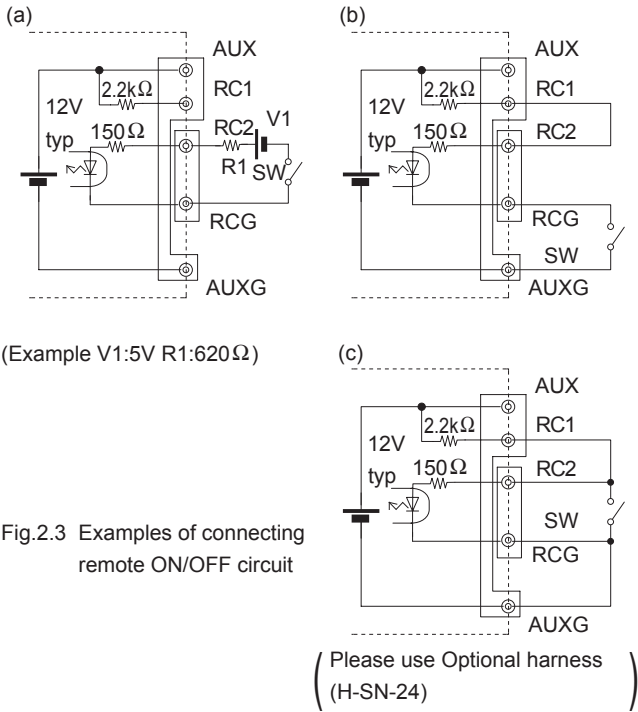 (a)
AUX
RC1
2.2kΩ
12V
typ
150Ω
RC2
V1
R1
SW
RCG
AUXG
(Example V1:5V R1:620Ω)
(b)
AUX
RC1
2.2kΩ
12V
typ
150Ω
RC2
RCG
SW
AUXG
(c)
AUX
RC1
2.2kΩ
12V
typ
150Ω
RC2
SW
RCG
AUXG
(Please use Optional harness
(H-SN-24))
Fig.2.3 Examples of connecting
remote ON/OFF circuit